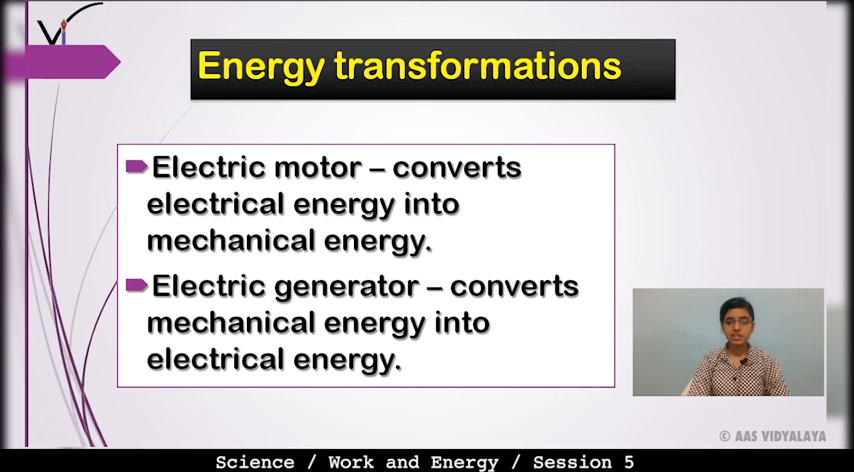 Vi
Energy transformations
Electric motor – converts
electrical energy into
mechanical energy.
Electric generator – converts
mechanical energy into
electrical energy.
© AAS VIDYALAYA
Science / Work and Energy / Session 5